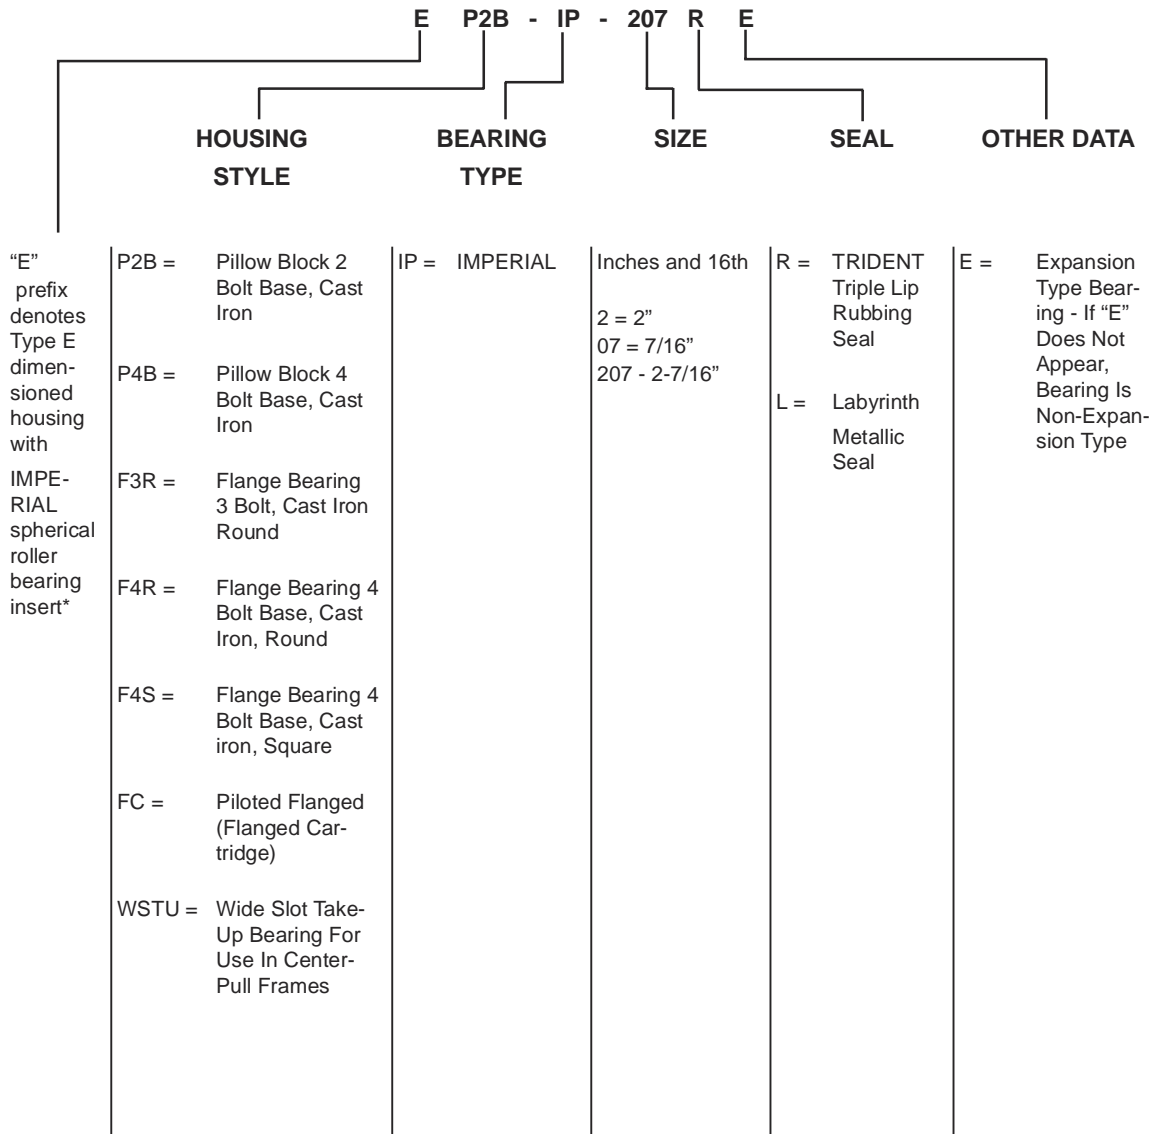 E P2B - IP - 207 R E
HOUSING
STYLE
BEARING
TYPE
SIZE
SEAL
OTHER DATA
“E”
prefix
denotes
Type E
dimen-
sioned
housing
with
IMPE-
RIAL
spherical
roller
bearing
insert*
P2B = Pillow Block 2
Bolt Base, Cast
Iron
P4B = Pillow Block 4
Bolt Base, Cast
Iron
F3R = Flange Bearing
3 Bolt, Cast Iron
Round
F4R = Flange Bearing 4
Bolt Base, Cast
Iron, Round
F4S = Flange Bearing 4
Bolt Base, Cast
iron, Square
FC = Piloted Flanged
(Flanged Car-
tridge)
WSTU = Wide Slot Take-
Up Bearing For
Use In Center-
Pull Frames
IP = IMPERIAL
Inches and 16th
2 = 2”
07 = 7/16”
207 - 2-7/16”
R = TRIDENT
Triple Lip
Rubbing
Seal
L = Labyrinth
Metallic
Seal
E = Expansion
Type Bear-
ing - If “E”
Does Not
Appear,
Bearing Is
Non-Expan-
sion Type